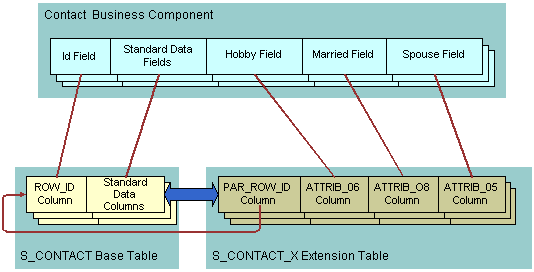 Contact Business Component
Id Field
Standard Data
Fields
Hobby Field
Married Field
Spouse Field
ROW_ID
Column
Standard
Data
Columns
PAR_ROW_ID
Column
ATTRIB_06
Column
ATTRIB_O8
Column
ATTRIB_05
Column
S_CONTACT Base Table
S_CONTACT_X Extension Table